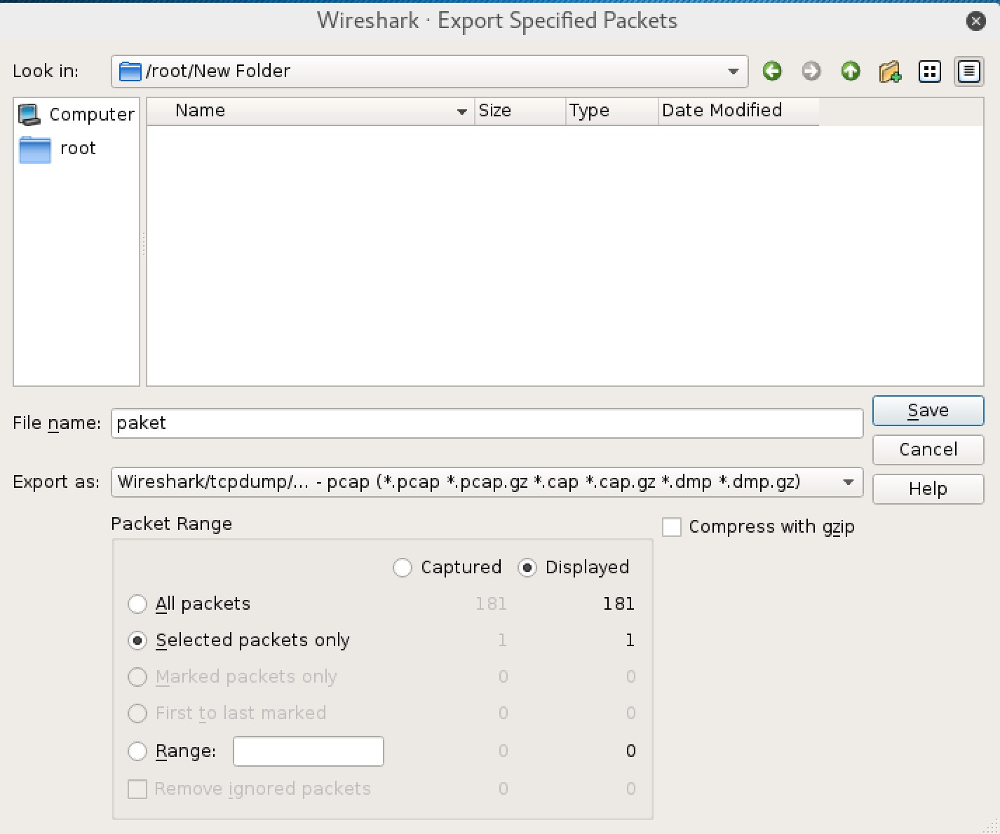 Wireshark · Export Specified Packets
Look in: /root/New Folder
Computer
root
Name Size Type Date Modified
File name: paket
Save
Cancel
Export as: Wireshark/tcpdump/... - pcap (*.pcap *.pcap.gz *.cap *.cap.gz *.dmp *.dmp.gz)
Help
Packet Range
Compress with gzip
Captured Displayed
All packets 181 181
Selected packets only 1 1
Marked packets only 0 0
First to last marked 0 0
Range: 0 0
Remove ignored packets 0 0